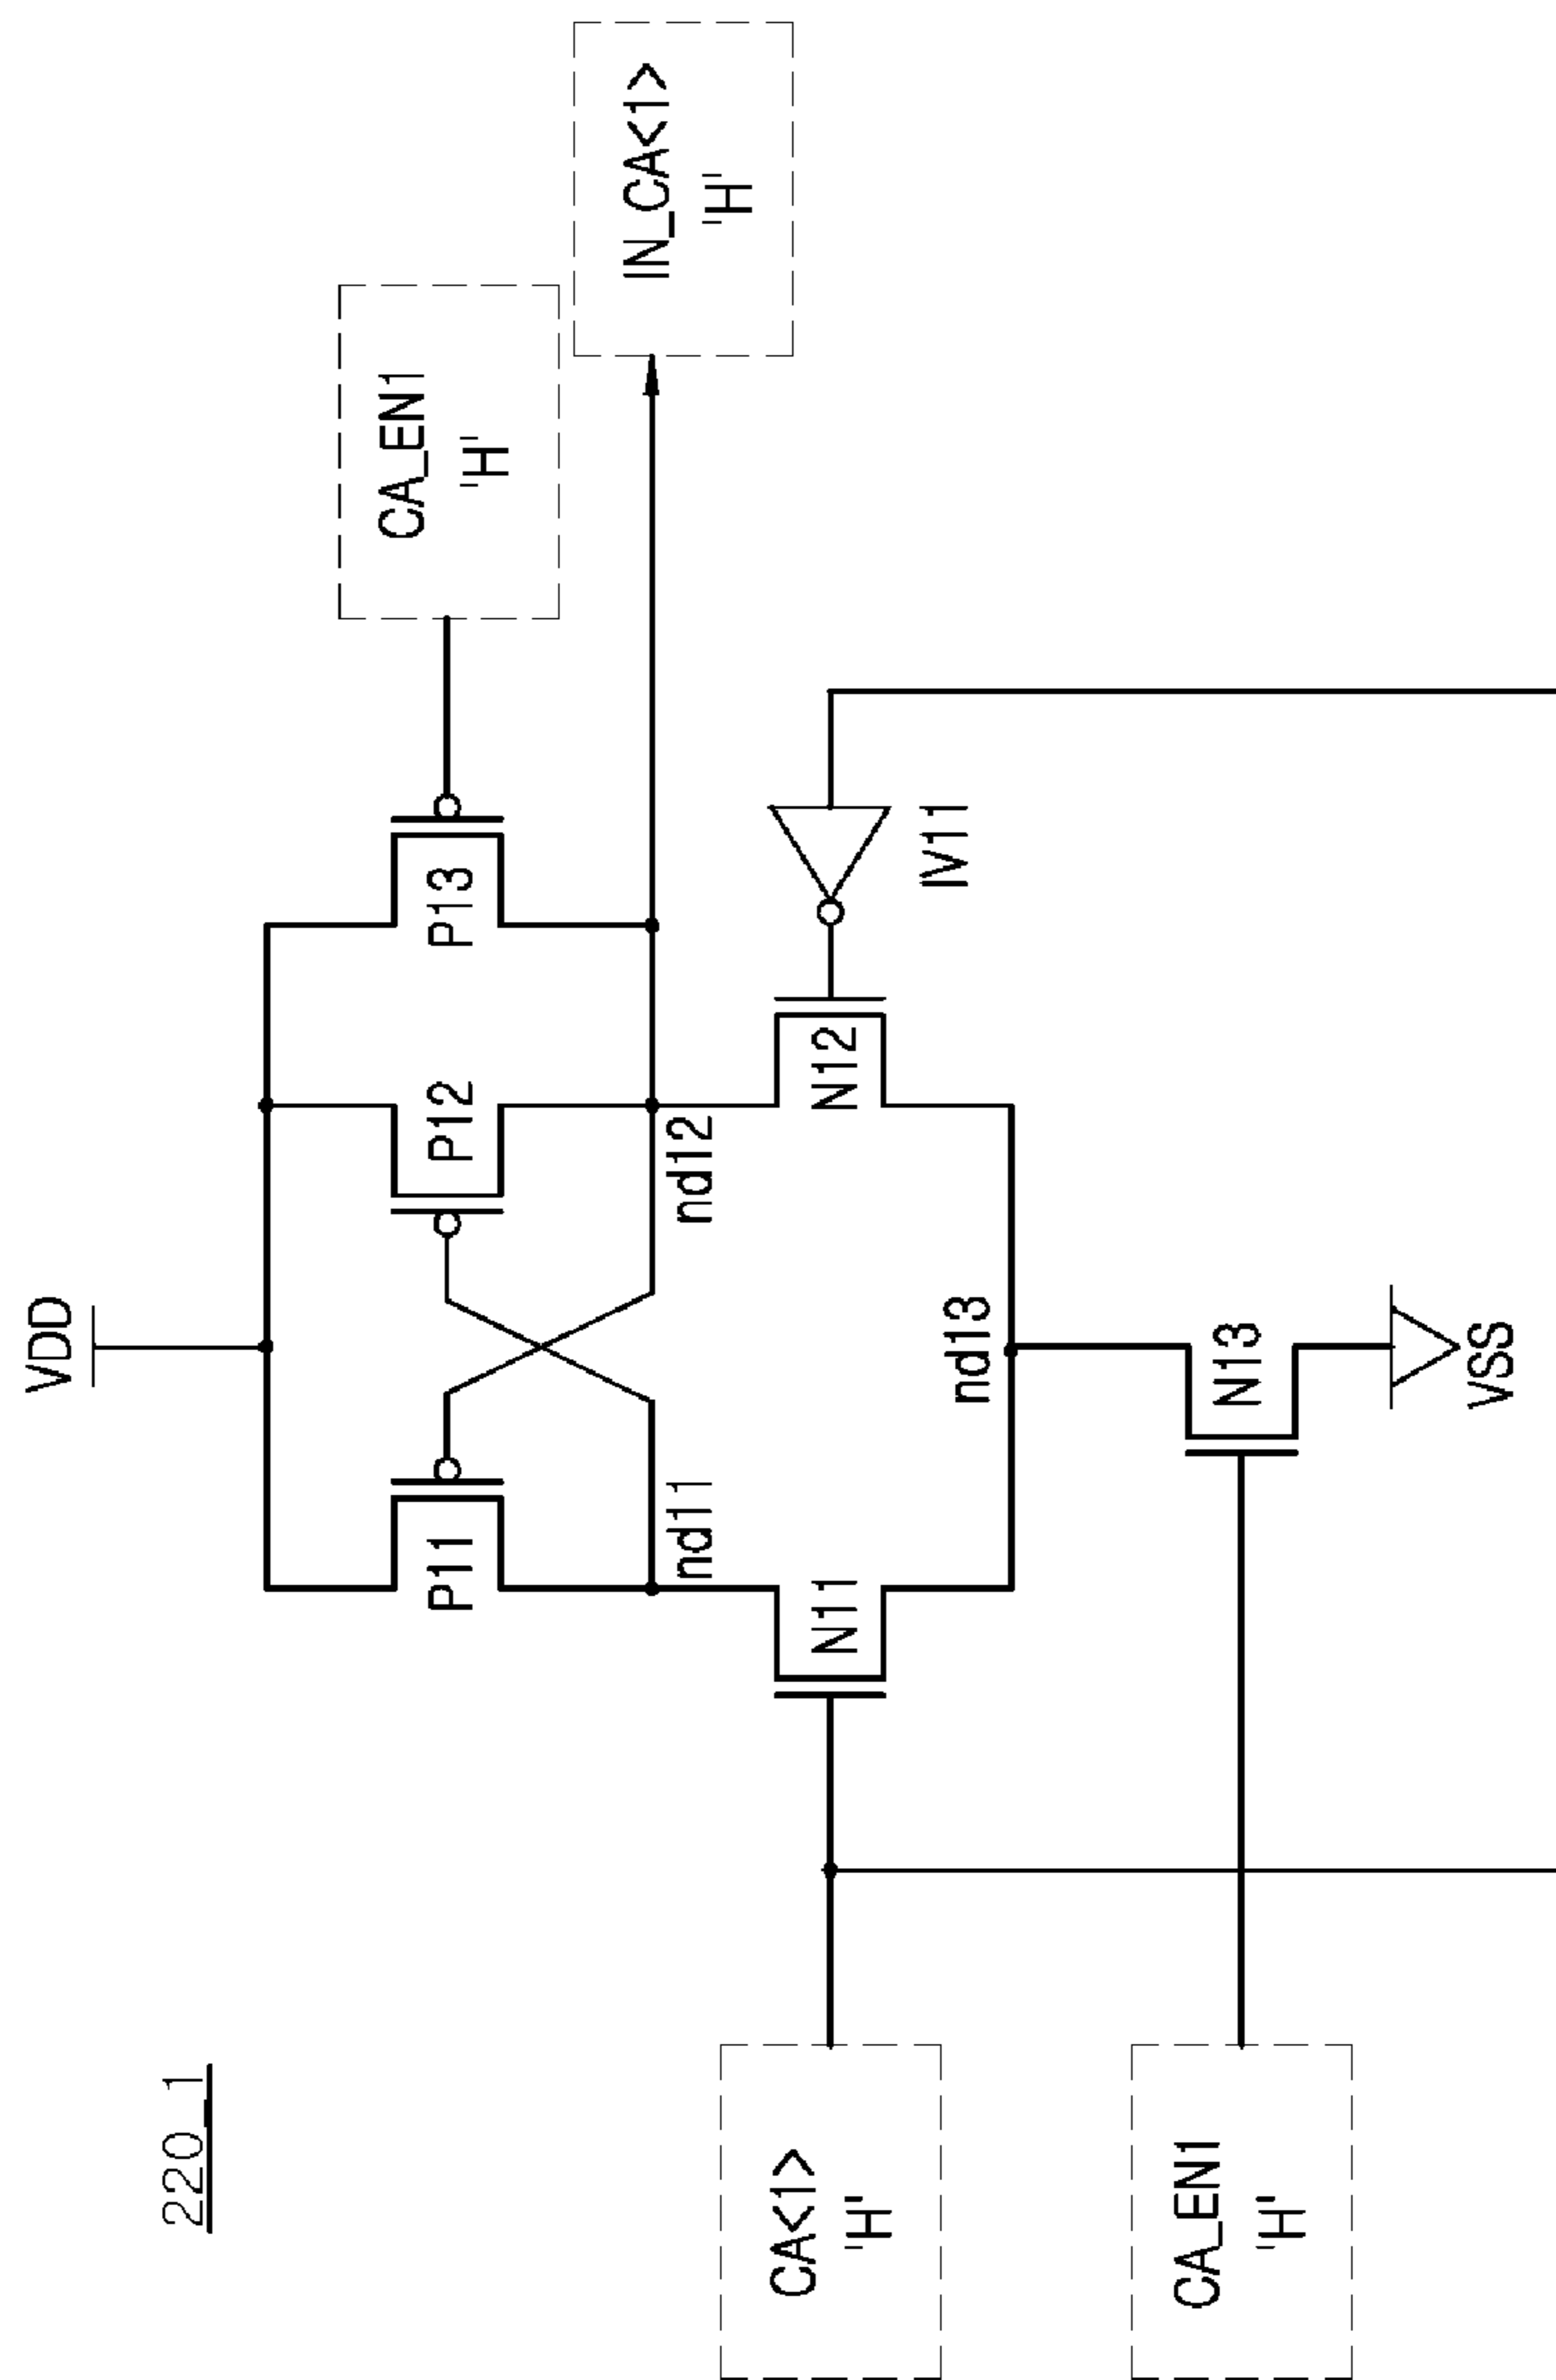 220_1
VDD
P11
P12
P13
CA_EN1
'H'
nd11
nd12
IN_CA<1>
'H'
CA<1>
'H'
N11
N12
IV11
nd13
CA_EN1
'H'
N13
VSS